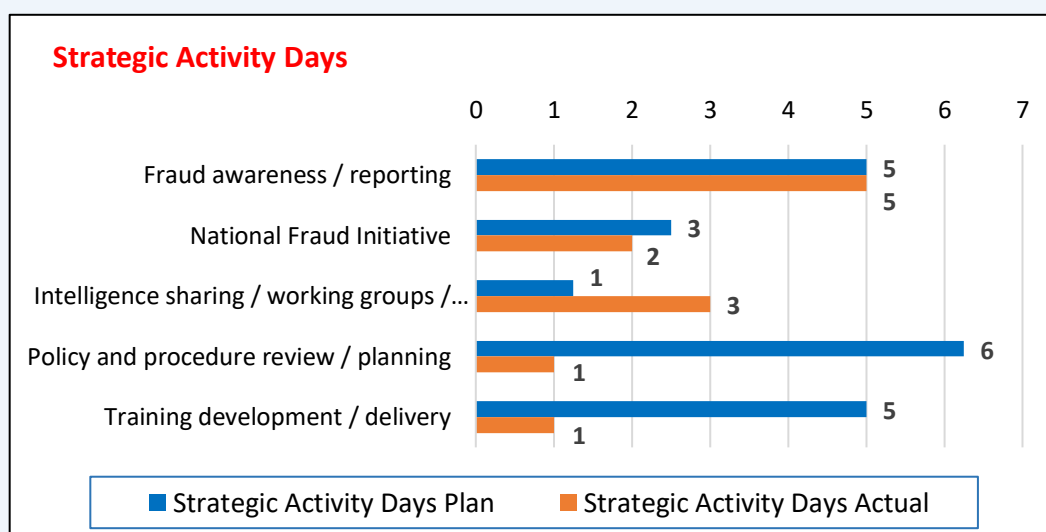 Strategic Activity Days
0 1 2 3 4 5 6 7
Fraud awareness / reporting 5
5
National Fraud Initiative 3
2
Intelligence sharing / working groups /... 1
3
Policy and procedure review / planning 6
1
Training development / delivery 5
1
Strategic Activity Days Plan Strategic Activity Days Actual